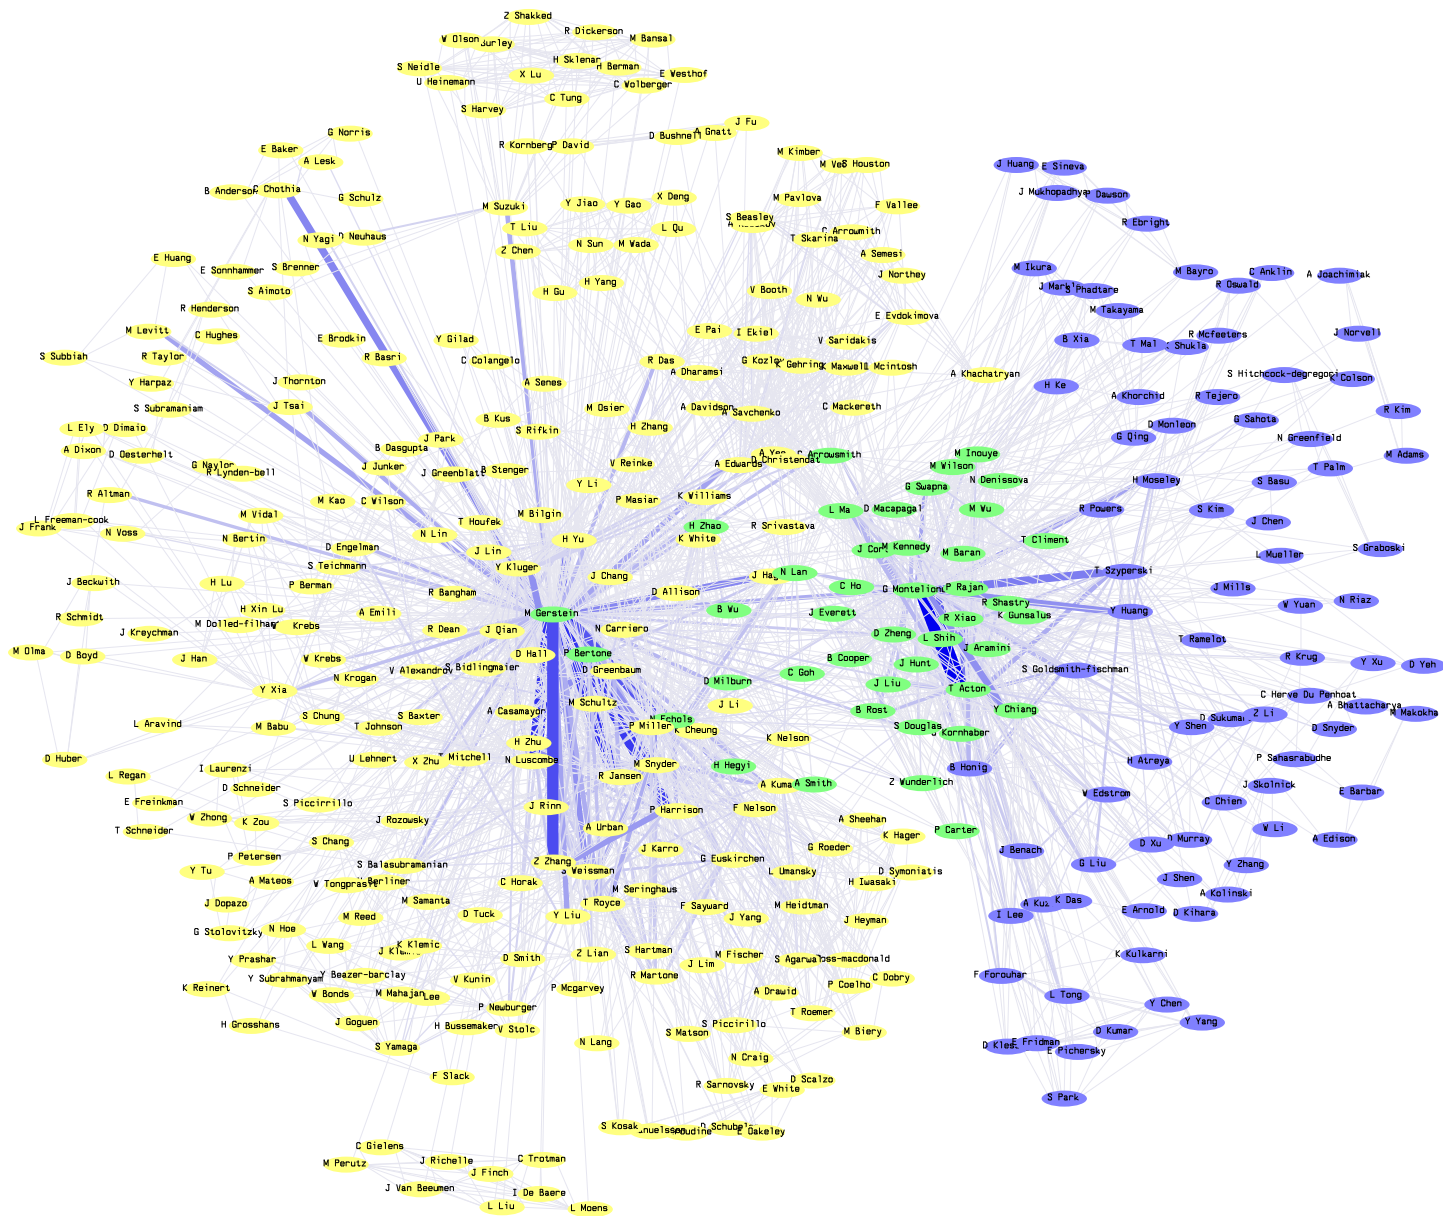 Z Shakked
R Dickerson
W Olson
M Bansal
H Sklenar
H Berman
S Neidle
X Lu
E Westhof
U Heinemann
C Wolberger
C Tung
S Harvey
J Fu
G Norris
A Gnatt
D Bushnell
R Kornberg
P David
E Baker
M Kimber
A Lesk
S Houston
J Huang
E Sineva
B Anderson
C Chothia
J Mukhopadhyay
Dawson
G Schulz
X Deng
M Pavlova
Y Jiao
Y Gao
F Vallee
M Suzuki
S Beasley
R Ebright
T Liu
L Qu
C Arrowmith
N Yagi
D Neuhaus
T Skarina
N Sun
M Wada
Z Chen
A Semesi
E Huang
S Brenner
M Ikura
E Sonnhammer
M Bayro
C Anklin
A Joachimiak
J Northey
H Yang
R Oswald
V Booth
S Phadtare
S Aimoto
H Gu
N Wu
R Henderson
M Takayama
E Evdokimova
M Levitt
E Pai
I Ekiel
C Hughes
R Mcfeeters
J Norvell
E Brodkin
Y Gilad
V Saridakis
B Xia
T Mal
Shukla
S Subbiah
R Taylor
R Basri
C Colangelo
R Das
K Gehring
K Maxwell
Mcintosh
A Dharamsi
A Khachatryan
S Hitchcock-degregori
K Colson
Y Harpaz
J Thornton
A Senes
H Ke
A Khorchid
R Tejero
S Subramaniam
J Tsai
M Osier
A Davidson
A Savchenko
C Mackereth
R Kim
B Kus
G Sahota
L Ely
D Dimaio
S Rifkin
H Zhang
D Monleon
J Park
G Qing
N Greenfield
A Dixon
D Oesterhelt
B Dasgupta
A Yee
C Arrowsmith
M Inouye
M Adams
G Naylor
R Lynden-bell
J Junker
J Greenblatt
B Stenger
V Reinke
A Edwards
D Christendat
M Wilson
T Palm
N Denissova
H Moseley
S Basu
Y Li
G Swapna
R Altman
M Kao
C Wilson
P Masiar
K Williams
L Ma
D Macapagal
M Wu
R Powers
S Kim
M Vidal
M Bilgin
L Freeman-cook
J Frank
T Houfek
H Zhao
R Srivastava
J Chen
N Voss
N Bertin
N Lin
H Yu
K White
T Climent
D Engelman
J Lin
M Kennedy
M Baran
S Graboski
L Mueller
S Teichmann
Y Kluger
J Chang
N Lan
T Szyperski
J Beckwith
H Lu
P Berman
R Bangham
D Allison
C Ho
G Montelione
P Rajan
J Mills
R Shastry
N Riaz
W Yuan
H Xin Lu
A Emili
M Gerstein
B Wu
J Everett
Y Huang
R Schmidt
K Gunsalus
R Xiao
J Kreychman
W Krebs
R Dean
J Qian
N Carriero
D Zheng
L Shih
T Ramelot
J Aramini
M Olma
D Boyd
J Han
W Krebs
D Hall
P Bertone
B Cooper
R Krug
Y Xu
D Yeh
J Hunt
V Alexandrov
S Bidlingmaier
D Greenbaum
C Goh
S Goldsmith-fischman
N Krogan
D Milburn
J Liu
Y Xia
T Acton
C Herve Du Penhoat
M Schultz
J Li
A Bhattacharya
A Casamayor
B Rost
Y Chiang
Z Li
M Makokha
S Chung
S Baxter
N Echols
D Sukumar
L Aravind
M Babu
T Johnson
P Miller
K Cheung
S Douglas
Y Shen
D Snyder
Kornhaber
H Zhu
K Nelson
D Huber
U Lehnert
X Zhu
T Mitchell
N Luscombe
M Snyder
H Hegyi
B Honig
H Atreya
P Sahasrabudhe
I Laurenzi
L Regan
R Jansen
A Smith
Z Wunderlich
D Schneider
J Skolnick
W Edstrom
E Barbar
E Freinkman
S Piccirrillo
J Rinn
P Harrison
F Nelson
C Chien
W Zhong
K Zou
J Rozowsky
A Sheehan
T Schneider
A Urban
P Carter
W Li
S Chang
K Hager
A Edison
J Karro
G Roeder
J Benach
D Xu
D Murray
P Petersen
Z Zhang
G Euskirchen
G Liu
Y Zhang
S Balasubramanian
Y Tu
S Weissman
L Umansky
D Symoniatis
A Mateos
W Tongprasit
Berliner
C Horak
M Seringhaus
H Iwasaki
J Shen
A Kolinski
J Dopazo
M Samanta
T Royce
F Sayward
M Heidtman
K Das
M Reed
D Tuck
Y Liu
J Yang
J Heyman
I Lee
E Arnold
D Kihara
G Stolovitzky
N Hoe
L Wang
K Klemic
S Hartman
Z Lian
M Fischer
K Kulkarni
Y Prashar
D Smith
J Lim
S Agarwal
oss-macdonald
Y Subrahmanyam
Y Beazer-barclay
V Kunin
R Martone
C Dobry
F Forouhar
K Reinert
W Bonds
M Mahajan
Lee
P Mcgarvey
A Drawid
P Coelho
L Tong
Y Chen
P Newburger
T Roemer
H Grosshans
J Goguen
H Bussemaker
V Stolc
S Piccirillo
S Matson
M Biery
D Kumar
Y Yang
S Yamaga
N Lang
N Craig
E Fridman
E Pichersky
F Slack
R Sarnovsky
D Scalzo
E White
S Park
S Kosak
E Oakeley
C Gielens
M Perutz
J Richelle
C Trotman
J Finch
J Van Beeumen
I De Baere
L Liu
L Moens